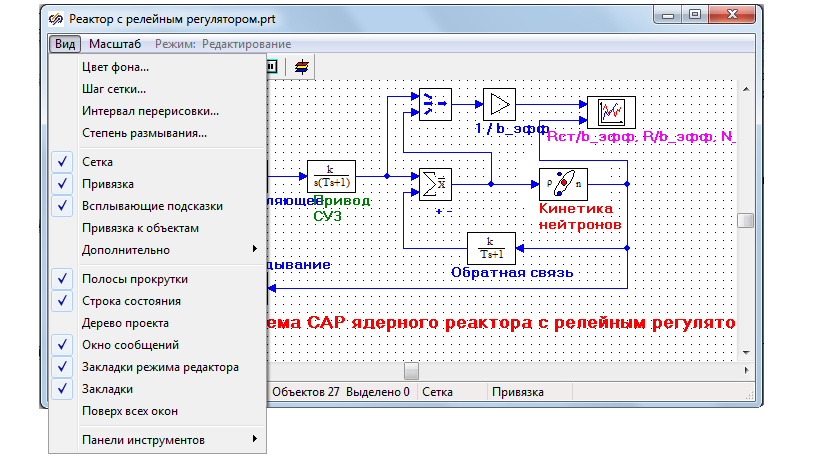 Реактор с релейным регулятором.prt
Вид Масштаб Режим: Редактирование
Цвет фона...
Шаг сетки...
Интервал перерисовки...
Степень размывания...
Сетка
Привязка
Всплывающие подсказки
Привязка к объектам
Дополнительно
Полосы прокрутки
Строка состояния
Дерево проекта
Окно сообщений
Закладки режима редактора
Закладки
Поверх всех окон
Панели инструментов
1 / b_эфф
Rст/b_эфф, R/b_эфф, N_
k
s(Ts+1)
ляющее
Привод
СУЗ
Σ x
+ -
ρ n
Кинетика
нейтронов
k
Ts+1
Обратная связь
дывание
ема САР ядерного реактора с релейным регулято
Объектов 27 Выделено 0 Сетка Привязка